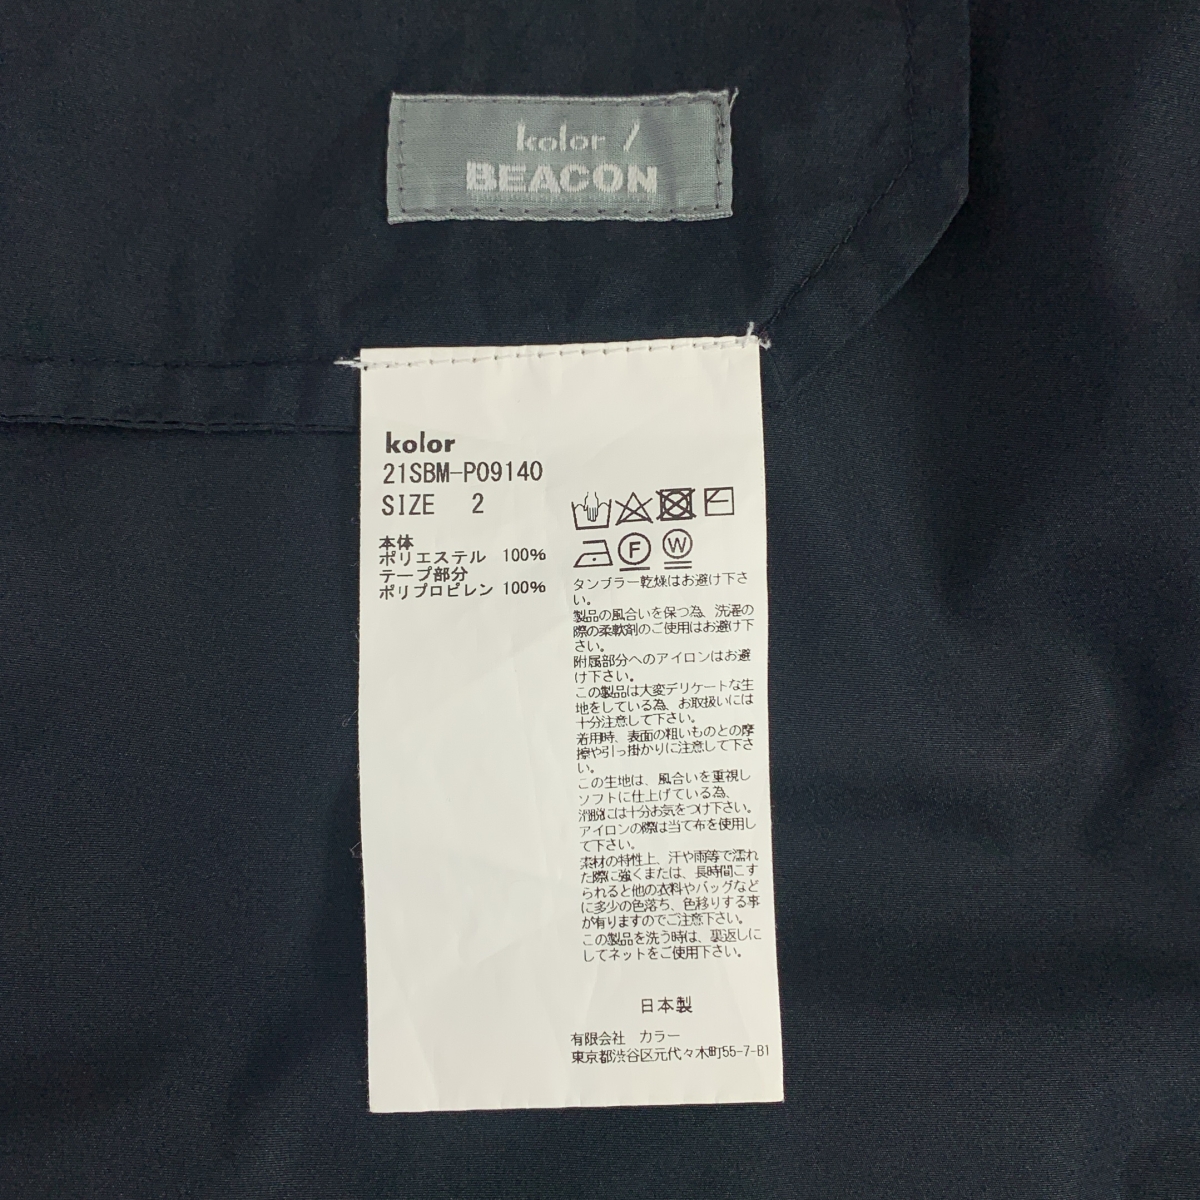 kolor /
BEACON
kolor
21SBM-P09140
SIZE 2
本体
ポリエステル 100%
テープ部分
ポリプロピレン 100%
F W
タンブラー乾燥はお避け下さ
い。
製品の風合いを保つ為、洗濯の
際の柔軟剤のご使用はお避け下
さい。
附属部分へのアイロンはお避
け下さい。
この製品は大変デリケートな生
地をしている為、お取扱いには
十分注意して下さい。
着用時、表面の粗いものとの摩
擦や引っ掛かりに注意して下さ
い。
この生地は、風合いを重視し
ソフトに仕上げている為、
滑脱には十分お気をつけ下さい。
アイロンの際は当て布を使用し
て下さい。
素材の特性上、汗や雨等で濡れ
た際に強くまたは、長時間こす
られると他の衣料やバッグなど
に多少の色落ち、色移りする事
が有りますのでご注意下さい。
この製品を洗う時は、裏返しに
してネットをご使用下さい。
日本製
有限会社 カラー
東京都渋谷区元代々木町55-7-B1